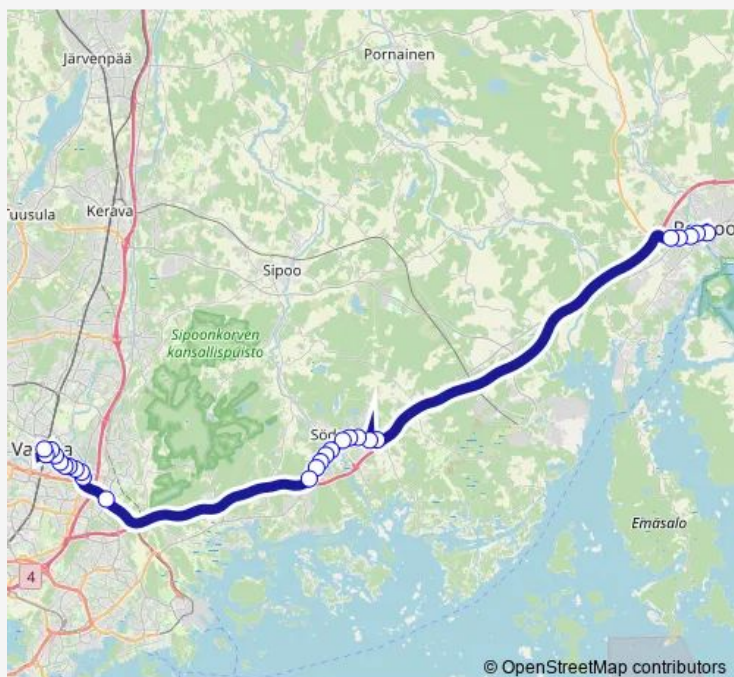 Järvenpää
Pornainen
Tuusula
Kerava
Sipoo
Sipoonkorven
kansallispuisto
Emäsalo
4
© OpenStreetMap contributors